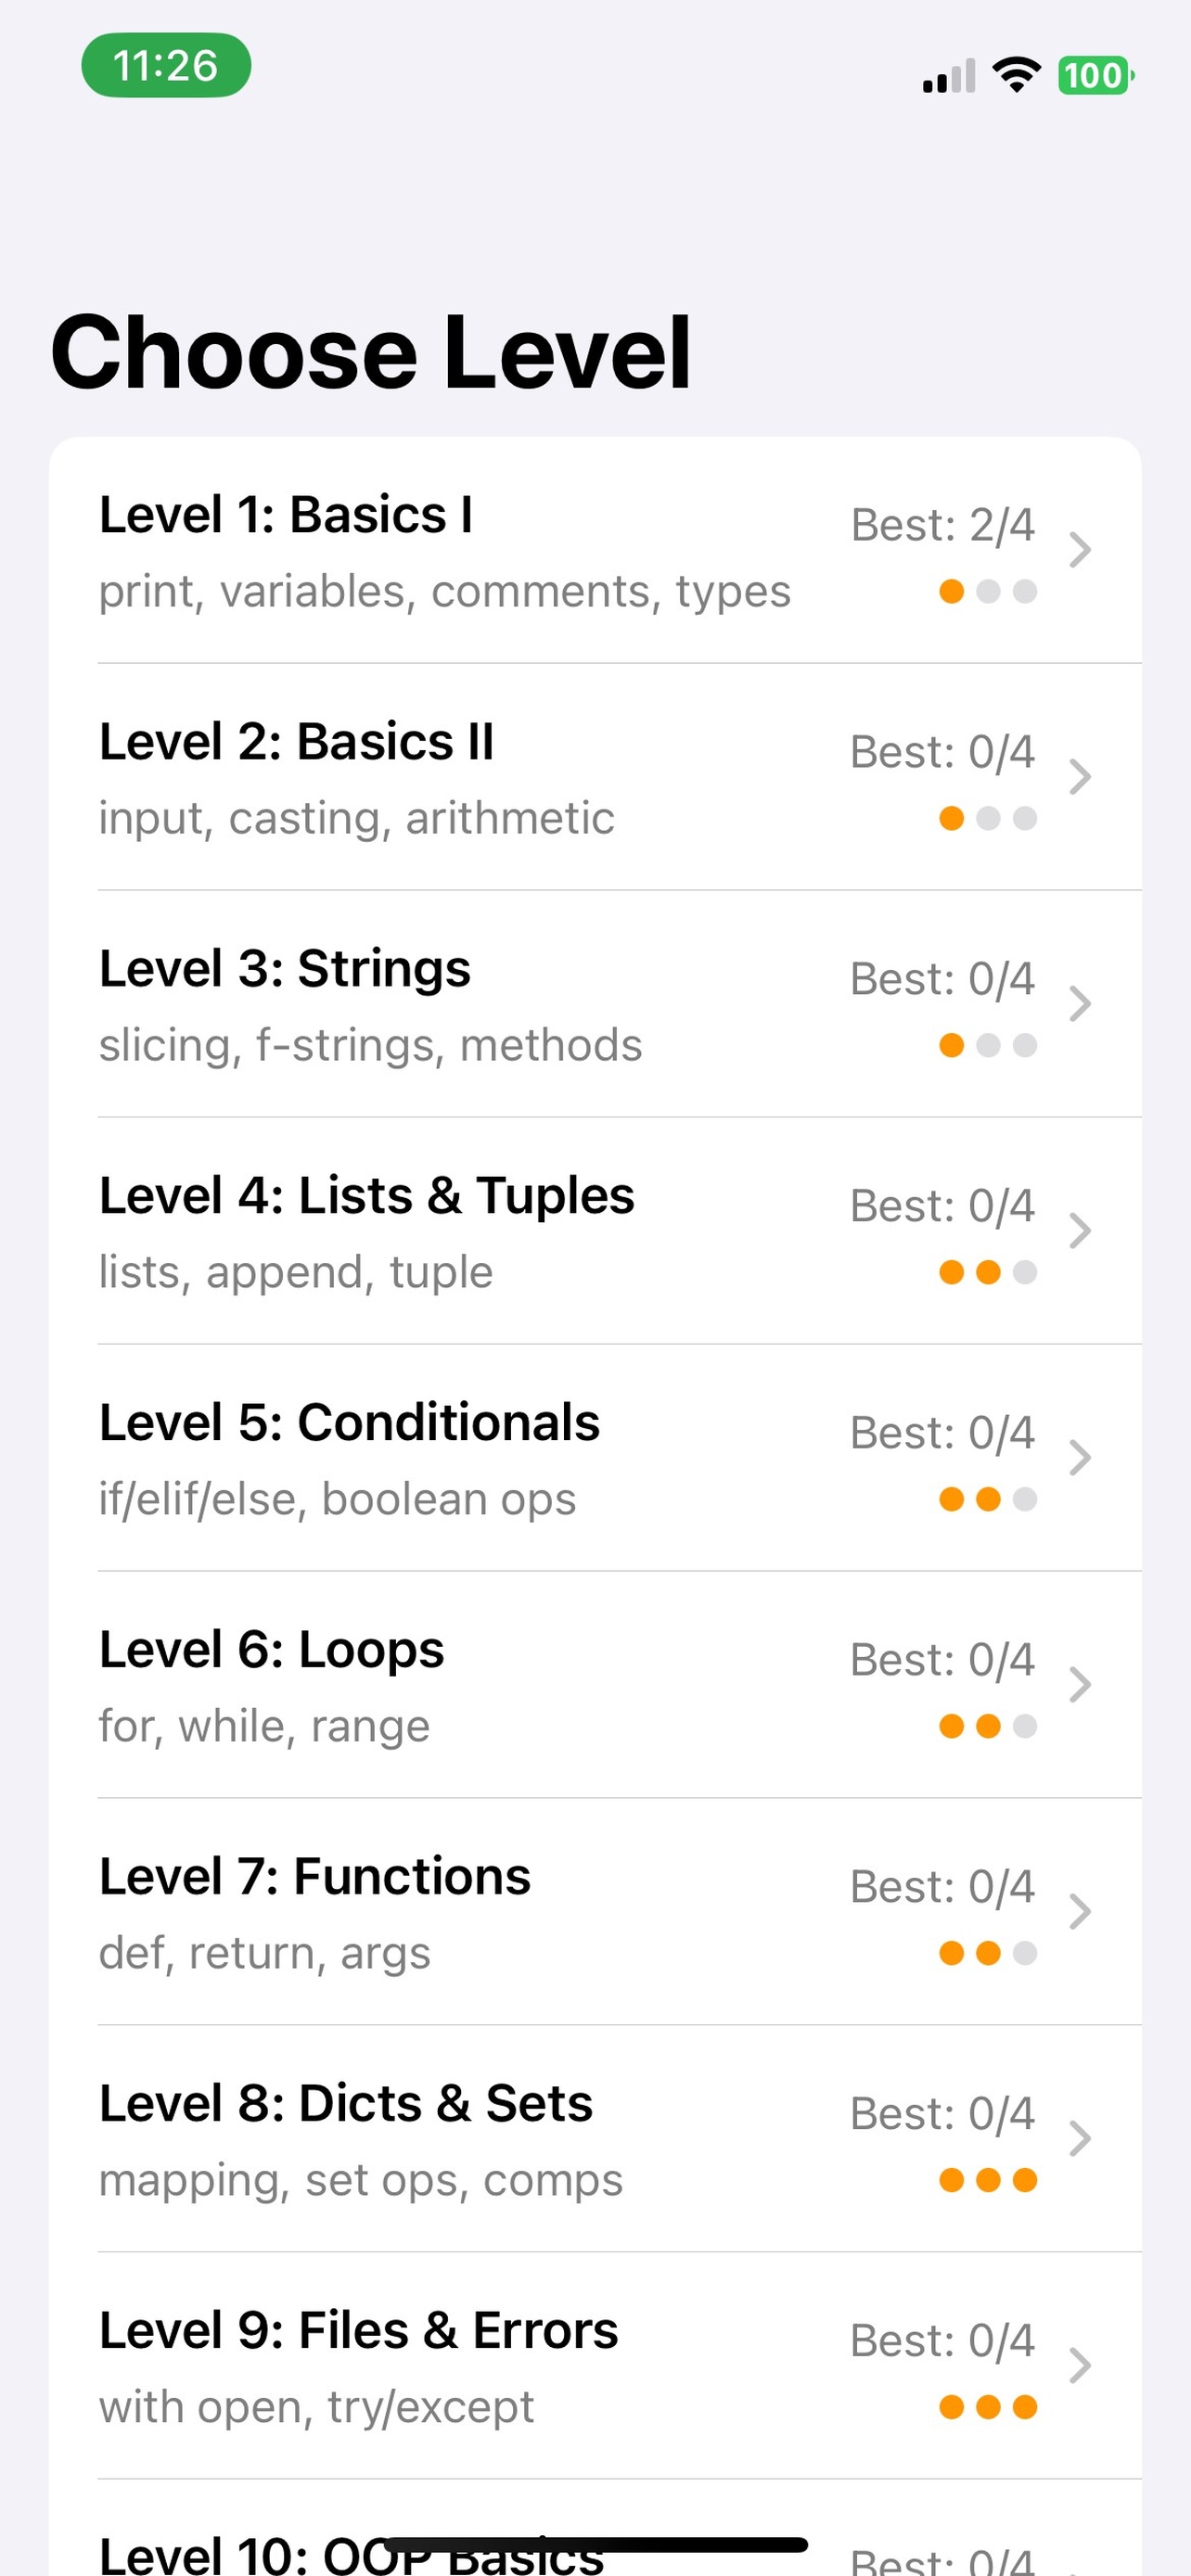 11:26
100
Choose Level
Level 1: Basics I
Best: 2/4
print, variables, comments, types
Level 2: Basics II
Best: 0/4
input, casting, arithmetic
Level 3: Strings
Best: 0/4
slicing, f-strings, methods
Level 4: Lists & Tuples
Best: 0/4
lists, append, tuple
Level 5: Conditionals
Best: 0/4
if/elif/else, boolean ops
Level 6: Loops
Best: 0/4
for, while, range
Level 7: Functions
Best: 0/4
def, return, args
Level 8: Dicts & Sets
Best: 0/4
mapping, set ops, comps
Level 9: Files & Errors
Best: 0/4
with open, try/except
Level 10: OOP Basics
Best: 0/4